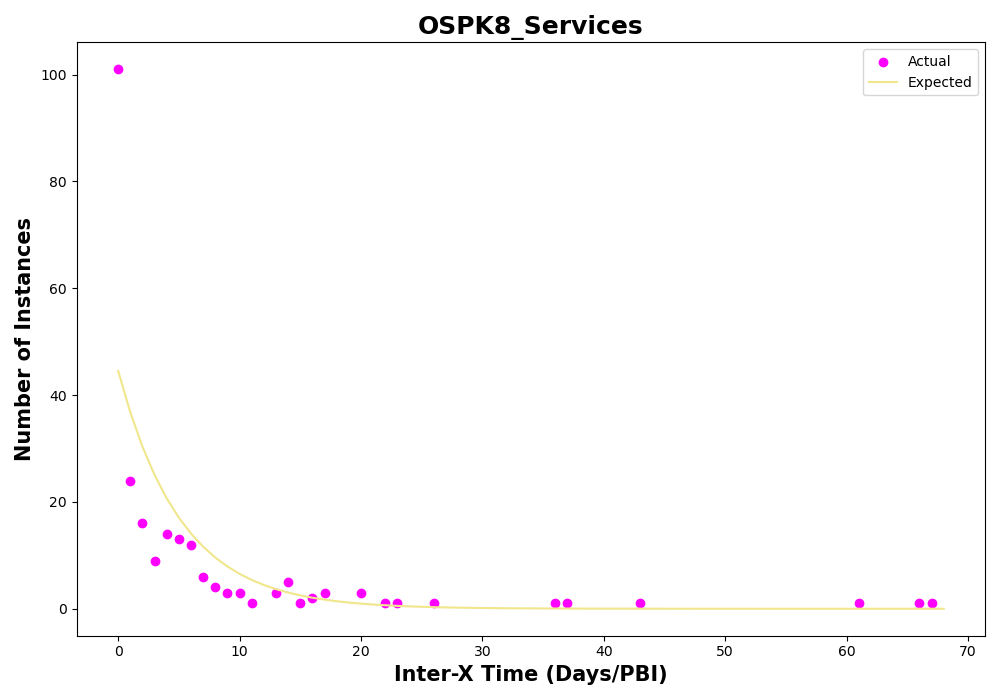 OSPK8_Services
Actual
Expected
Number of Instances
100
80
60
40
20
0
0 10 20 30 40 50 60 70
Inter-X Time (Days/PBI)